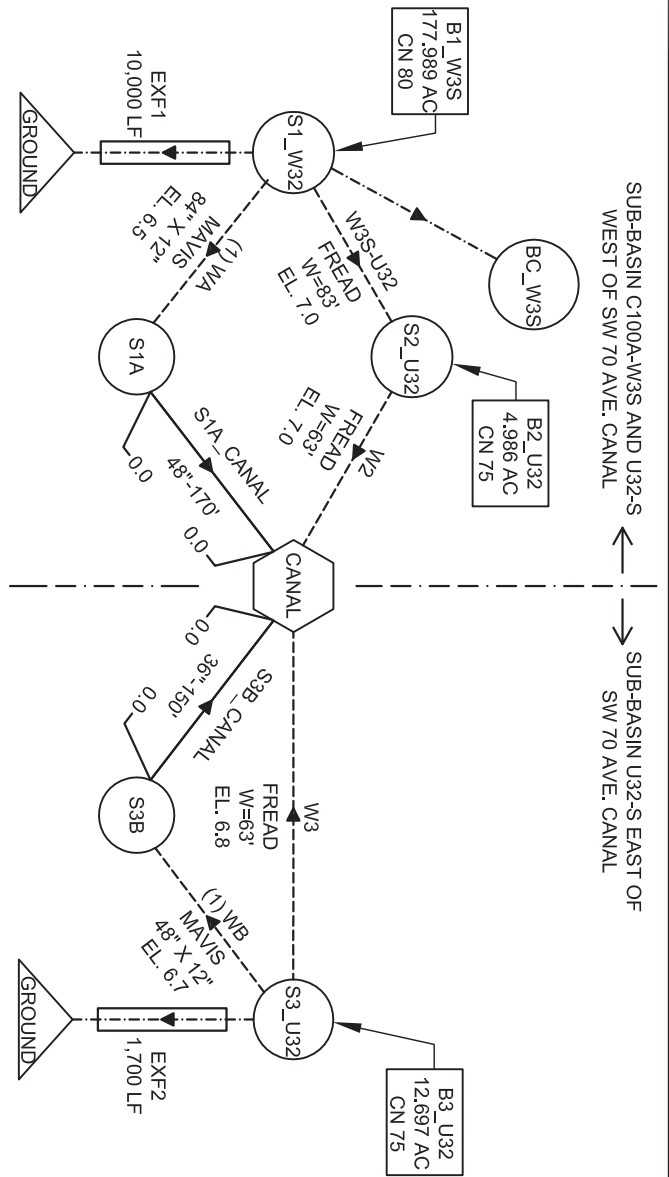 SUB-BASIN C100A-W3S AND U32-S
WEST OF SW 70 AVE. CANAL
SUB-BASIN U32-S EAST OF
SW 70 AVE. CANAL
B1_W3S
177.989 AC
CN 80
BC_W3S
B2_U32
4.986 AC
CN 75
B3_U32
12.697 AC
CN 75
S1_W32
W3S-U32
FREAD
W=83'
EL. 7.0
S2_U32
W2
FREAD
W=63'
EL. 7.0
CANAL
W3
FREAD
W=63'
EL. 6.8
S3_U32
EXF1
10,000 LF
GROUND
(1) WA
MAVIS
84" X 12"
EL. 6.5
S1A
S1A_CANAL
48"-170'
0.0
0.0
S3B_CANAL
36"-150'
0.0
0.0
S3B
(1) WB
MAVIS
48" X 12"
EL. 6.7
EXF2
1,700 LF
GROUND